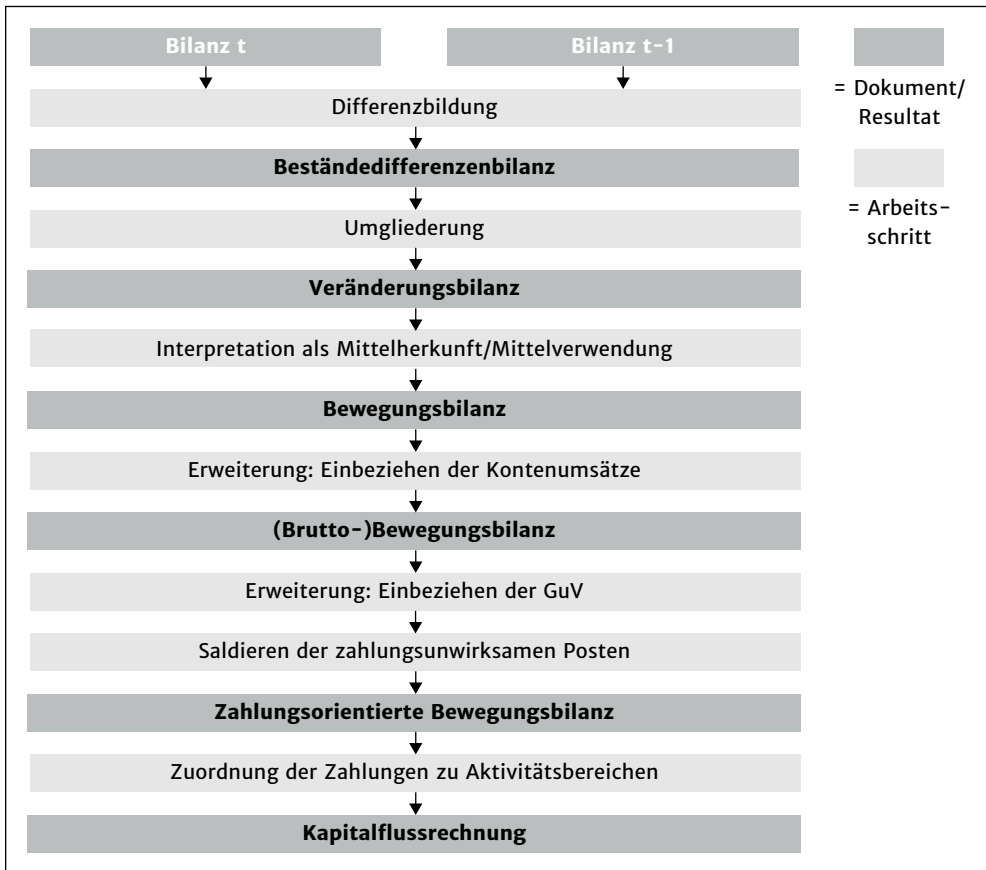 Bilanz t
Bilanz t-1
Differenzbildung
Beständedifferenzenbilanz
Umgliederung
Veränderungsbilanz
Interpretation als Mittelherkunft/Mittelverwendung
Bewegungsbilanz
Erweiterung: Einbeziehen der Kontenumsätze
(Brutto-)Bewegungsbilanz
Erweiterung: Einbeziehen der GuV
Saldieren der zahlungsunwirksamen Posten
Zahlungsorientierte Bewegungsbilanz
Zuordnung der Zahlungen zu Aktivitätsbereichen
Kapitalflussrechnung
= Dokument/
Resultat
= Arbeits-
schritt